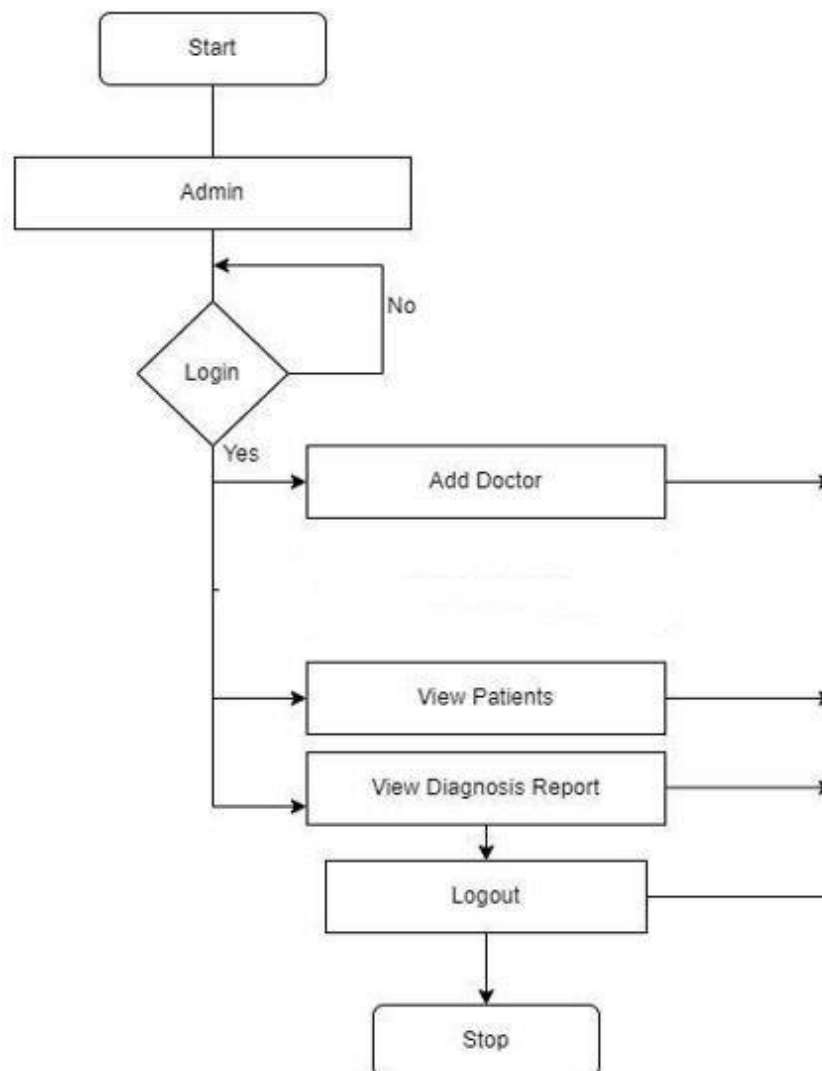 Start
Admin
No
Login
Yes
Add Doctor
View Patients
View Diagnosis Report
Logout
Stop